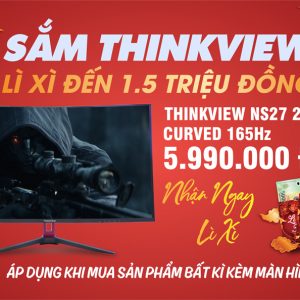 SẮM THINKVIEW
LÌ XÌ ĐẾN 1.5 TRIỆU ĐỒNG
THINKVIEW NS27 2
CURVED 165Hz
5.990.000
Nhận Ngay
Lì Xì
ÁP DỤNG KHI MUA SẢN PHẨM BẤT KÌ KÈM MÀN HÌ